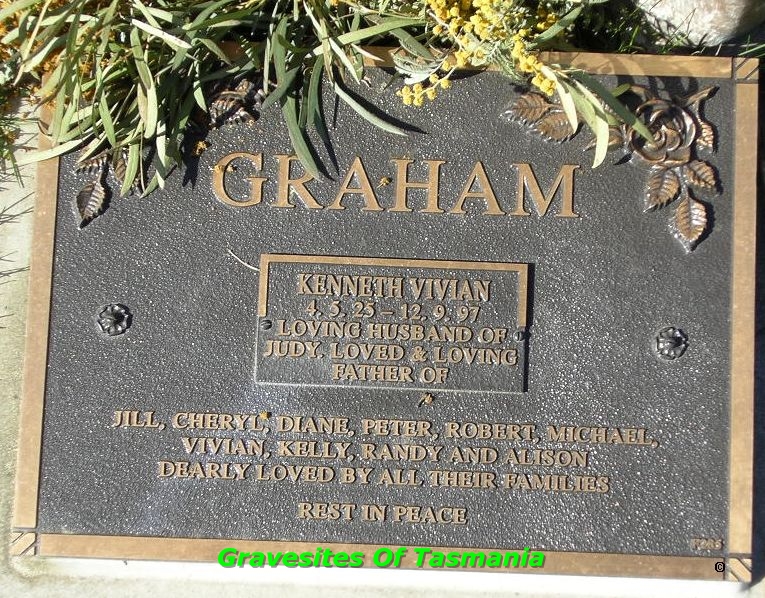 GRAHAM
KENNETH VIVIAN
4. 5. 25 – 12. 9. 97
LOVING HUSBAND OF
JUDY, LOVED & LOVING
FATHER OF
JILL, CHERYL, DIANE, PETER, ROBERT, MICHAEL,
VIVIAN, KELLY, RANDY AND ALISON
DEARLY LOVED BY ALL THEIR FAMILIES
REST IN PEACE
Gravesites Of Tasmania
©